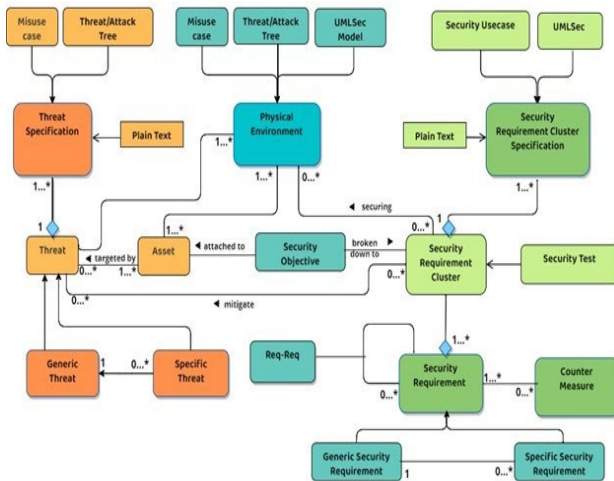 Misuse case
Threat/Attack Tree
Misuse case
Threat/Attack Tree
UMLSec Model
Security Usecase
UMLSec
Threat Specification
Plain Text
Physical Environment
Plain Text
Security Requirement Cluster Specification
1...*
1...*
1...*
0...*
1...*
1...*
◄ securing
1
1...*
0...*
1
Threat
◄ targeted by
0...*
1...*
Asset
◄ attached to
Security Objective
broken ► down to
0...*
Security Requirement Cluster
Security Test
0...*
◄ mitigate
Generic Threat
1
0...*
Specific Threat
Req-Req
1...*
0...*
Security Requirement
1...*
0...*
Counter Measure
Generic Security Requirement
1
0...*
Specific Security Requirement